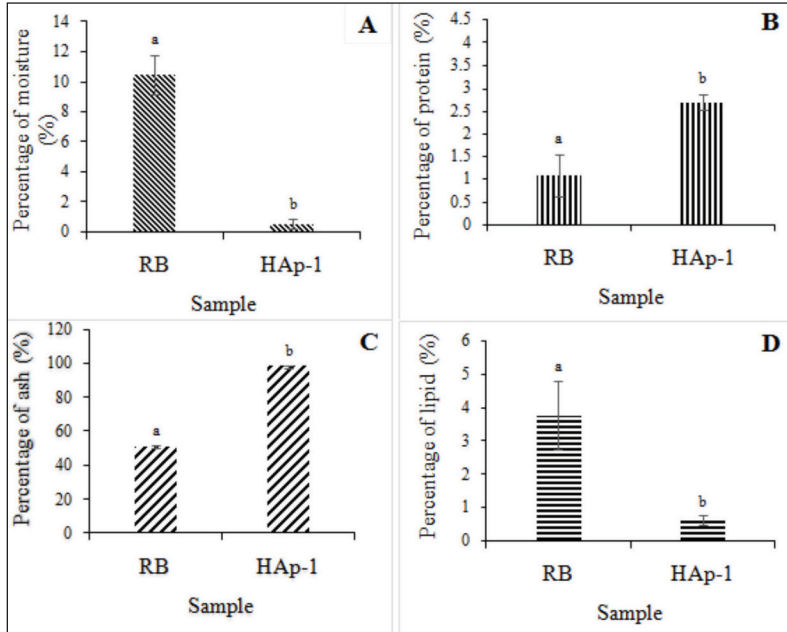 A
Percentage of moisture
(%)
14
12
10
8
6
4
2
0
a
b
RB
HAp-1
Sample
B
Percentage of protein (%)
4.5
4
3.5
3
2.5
2
1.5
1
0.5
0
a
b
RB
HAp-1
Sample
C
Percentage of ash (%)
120
100
80
60
40
20
0
a
b
RB
HAp-1
Sample
D
Percentage of lipid (%)
6
5
4
3
2
1
0
a
b
RB
HAp-1
Sample